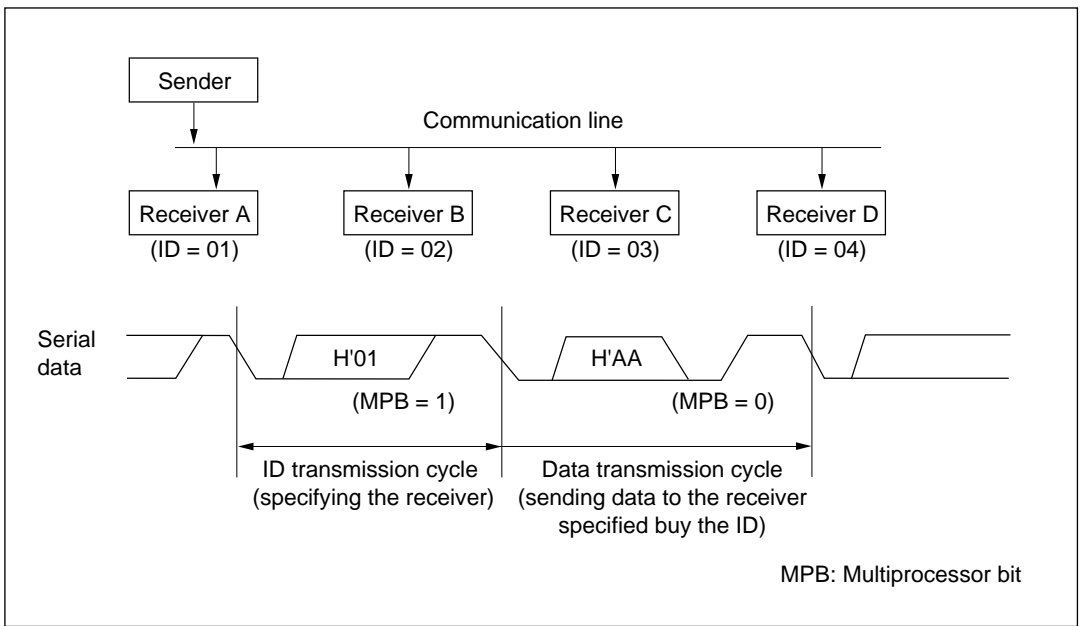 Sender
Communication line
Receiver A
Receiver B
Receiver C
Receiver D
(ID = 01)
(ID = 02)
(ID = 03)
(ID = 04)
Serial
data
H'01
H'AA
(MPB = 1)
(MPB = 0)
ID transmission cycle
(specifying the receiver)
Data transmission cycle
(sending data to the receiver
specified buy the ID)
MPB: Multiprocessor bit